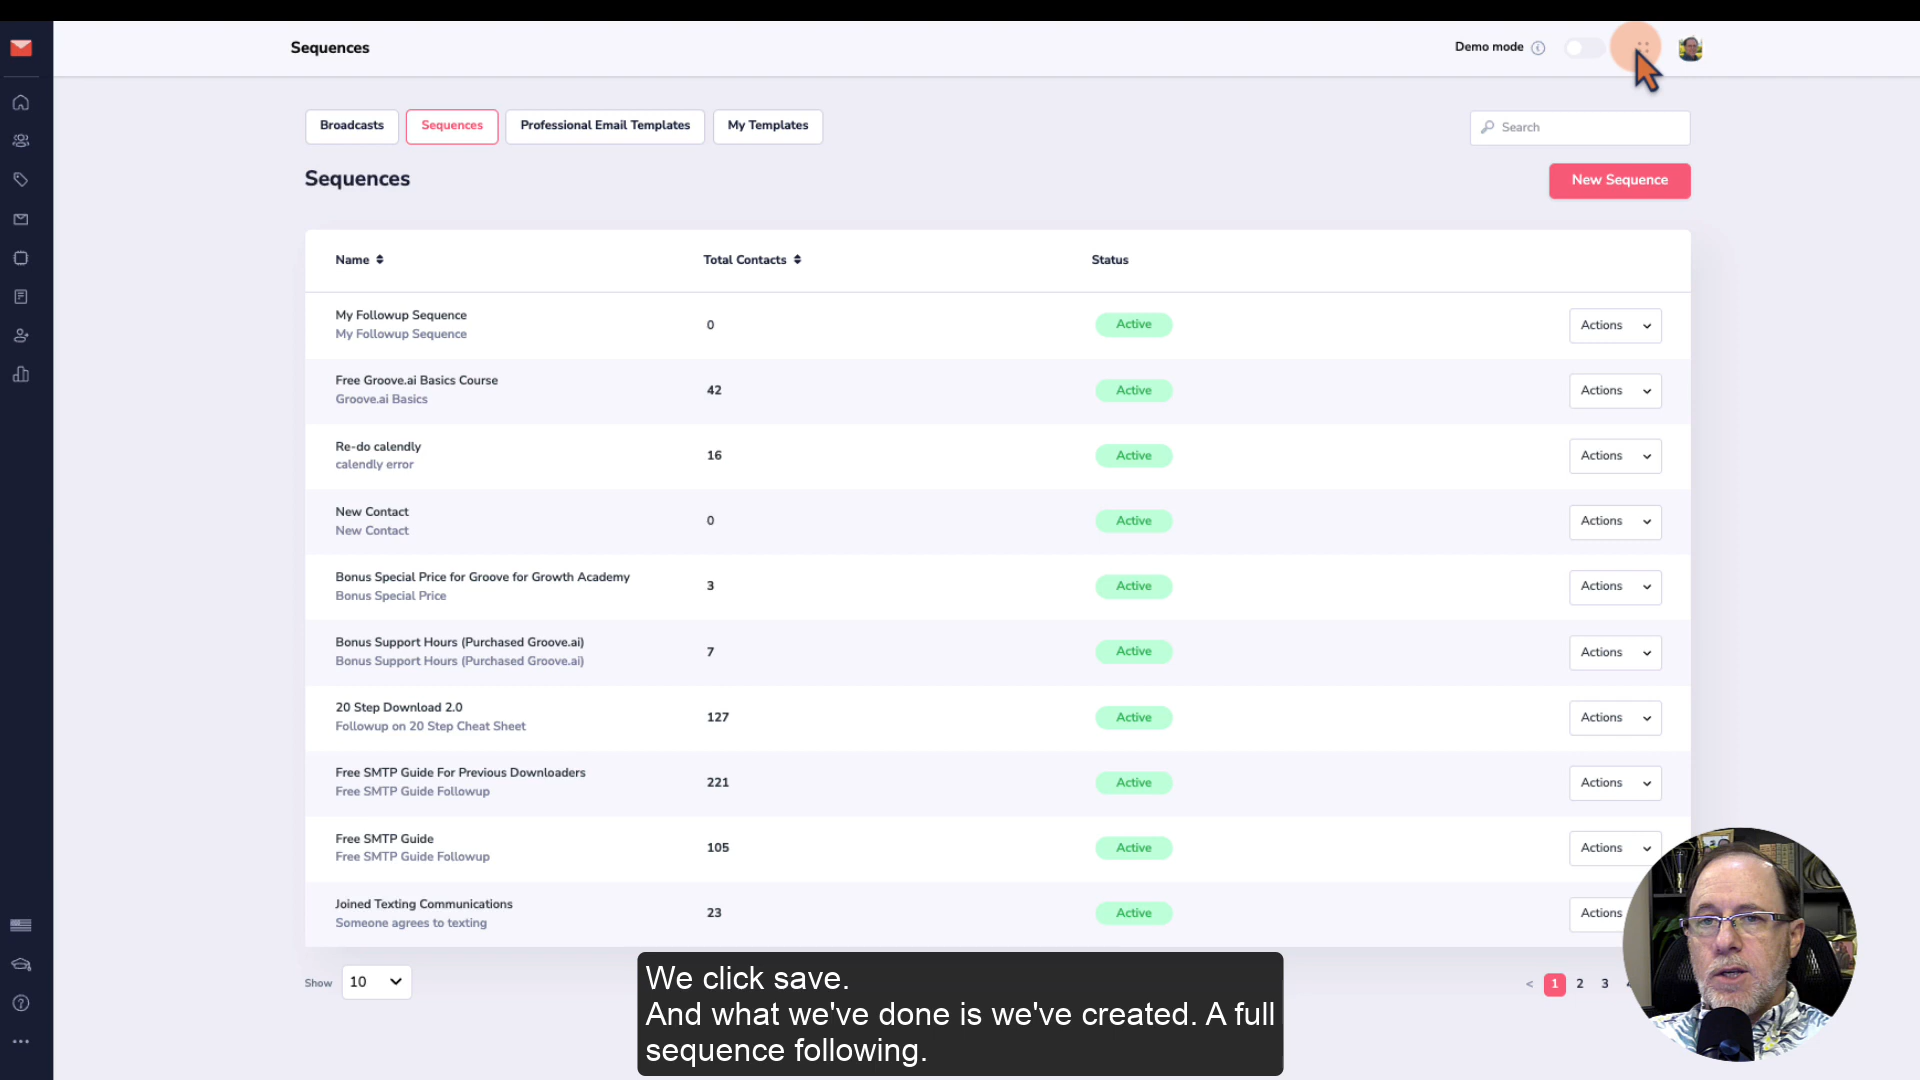 Sequences
Demo mode
Broadcasts
Sequences
Professional Email Templates
My Templates
Search
Sequences
New Sequence
Name
Total Contacts
Status
My Followup Sequence
My Followup Sequence
0
Active
Actions
Free Groove.ai Basics Course
Groove.ai Basics
42
Active
Actions
Re-do calendly
calendly error
16
Active
Actions
New Contact
New Contact
0
Active
Actions
Bonus Special Price for Groove for Growth Academy
Bonus Special Price
3
Active
Actions
Bonus Support Hours (Purchased Groove.ai)
Bonus Support Hours (Purchased Groove.ai)
7
Active
Actions
20 Step Download 2.0
Followup on 20 Step Cheat Sheet
127
Active
Actions
Free SMTP Guide For Previous Downloaders
Free SMTP Guide Followup
221
Active
Actions
Free SMTP Guide
Free SMTP Guide Followup
105
Active
Actions
Joined Texting Communications
Someone agrees to texting
23
Active
Actions
Show
10
< 1 2 3
We click save.
And what we've done is we've created. A full
sequence following.